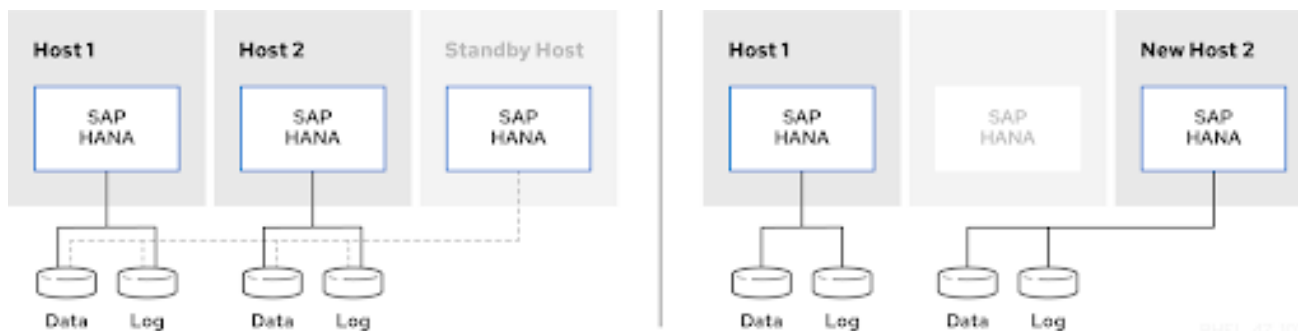 Host 1
Host 2
Standby Host
SAP
HANA
SAP
HANA
SAP
HANA
Data
Log
Data
Log
Host 1
New Host 2
SAP
HANA
SAP
HANA
SAP
HANA
Data
Log
Data
Log